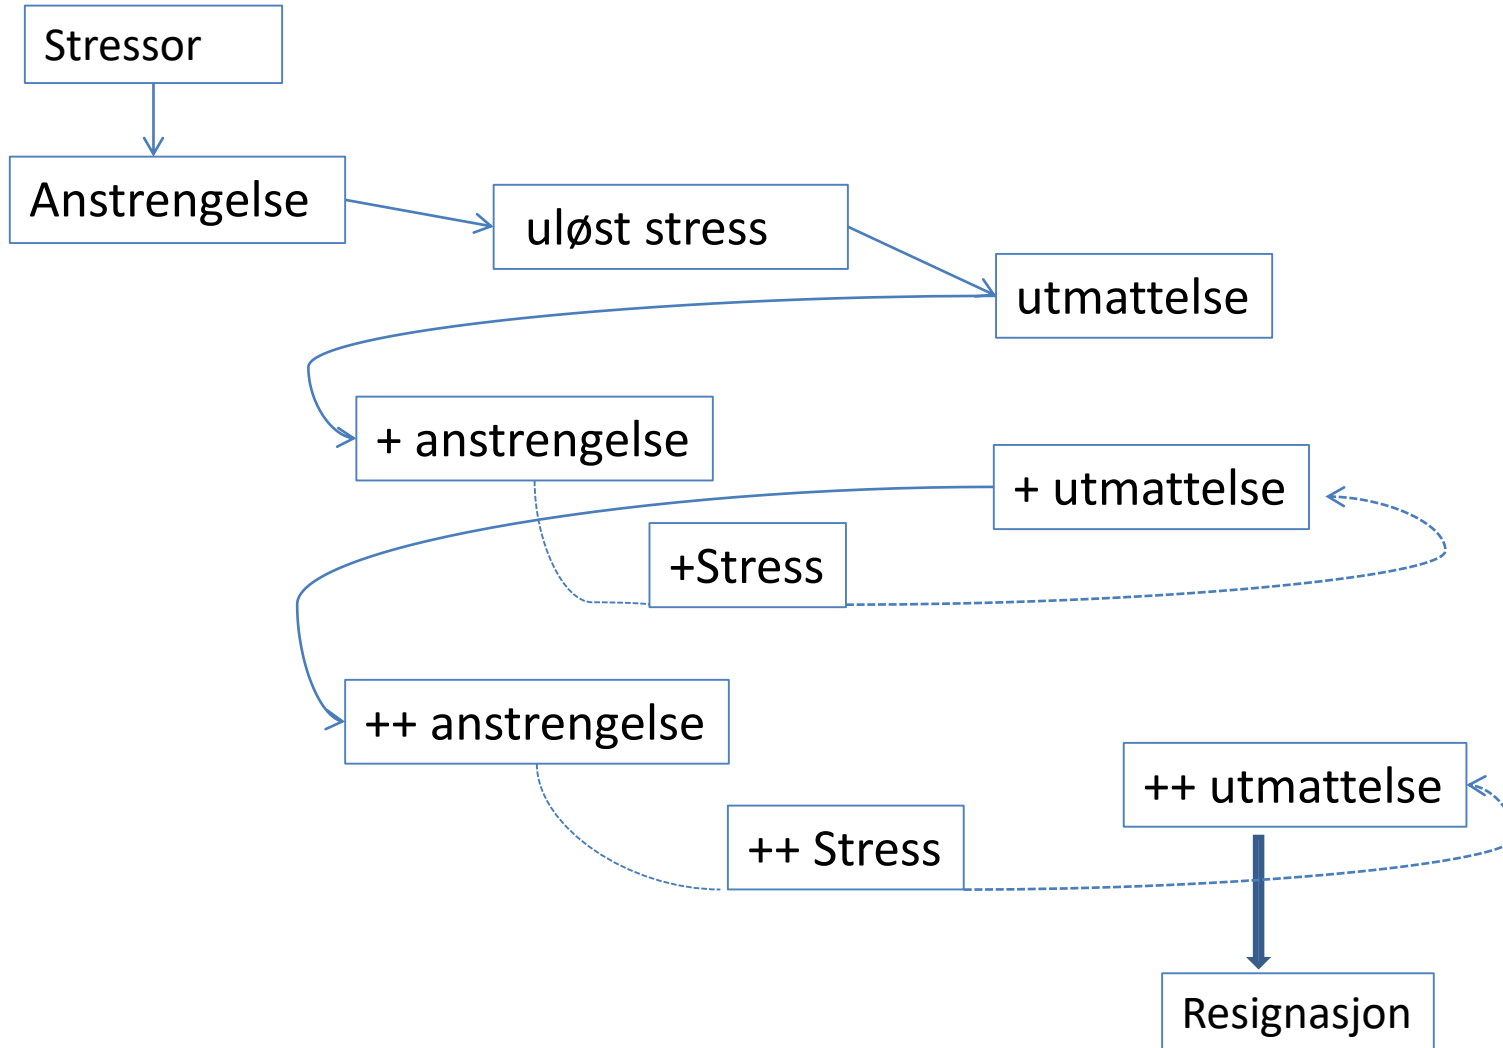 Stressor
Anstrengelse
uløst stress
utmattelse
+ anstrengelse
+ utmattelse
+Stress
++ anstrengelse
++ utmattelse
++ Stress
Resignasjon